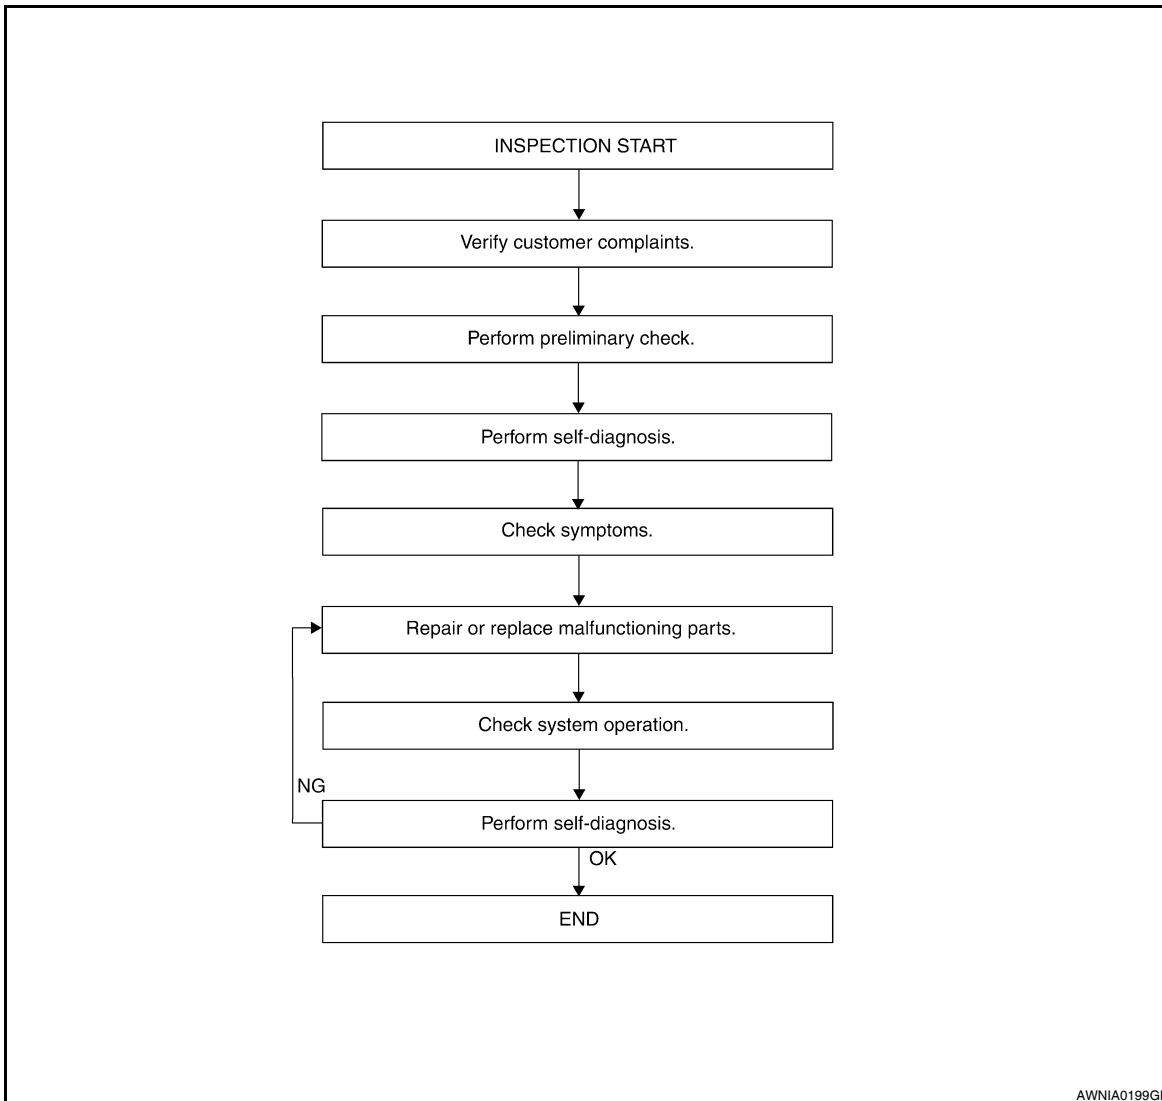 INSPECTION START
Verify customer complaints.
Perform preliminary check.
Perform self-diagnosis.
Check symptoms.
Repair or replace malfunctioning parts.
Check system operation.
NG
Perform self-diagnosis.
OK
END